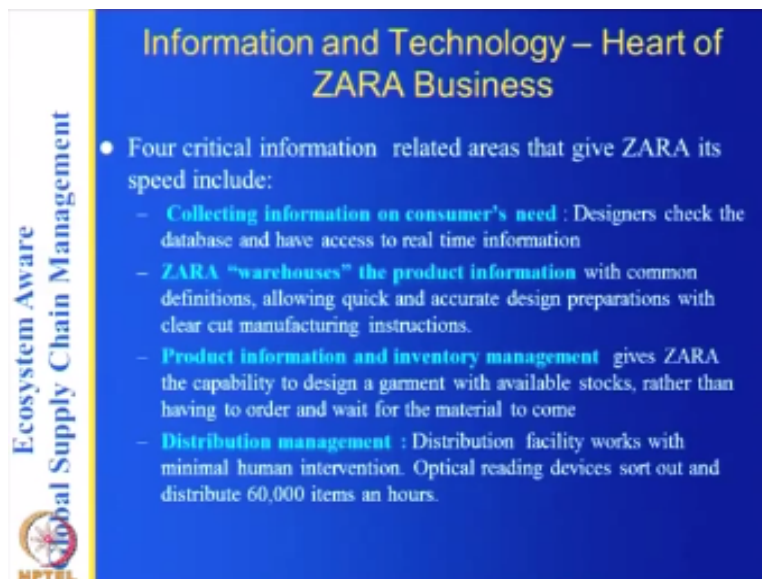 Information and Technology – Heart of
ZARA Business
● Four critical information related areas that give ZARA its
speed include:
– Collecting information on consumer's need : Designers check the
database and have access to real time information
– ZARA “warehouses” the product information with common
definitions, allowing quick and accurate design preparations with
clear cut manufacturing instructions.
– Product information and inventory management gives ZARA
the capability to design a garment with available stocks, rather than
having to order and wait for the material to come
– Distribution management : Distribution facility works with
minimal human intervention. Optical reading devices sort out and
distribute 60,000 items an hours.
Ecosystem Aware
Global Supply Chain Management
NPTEL